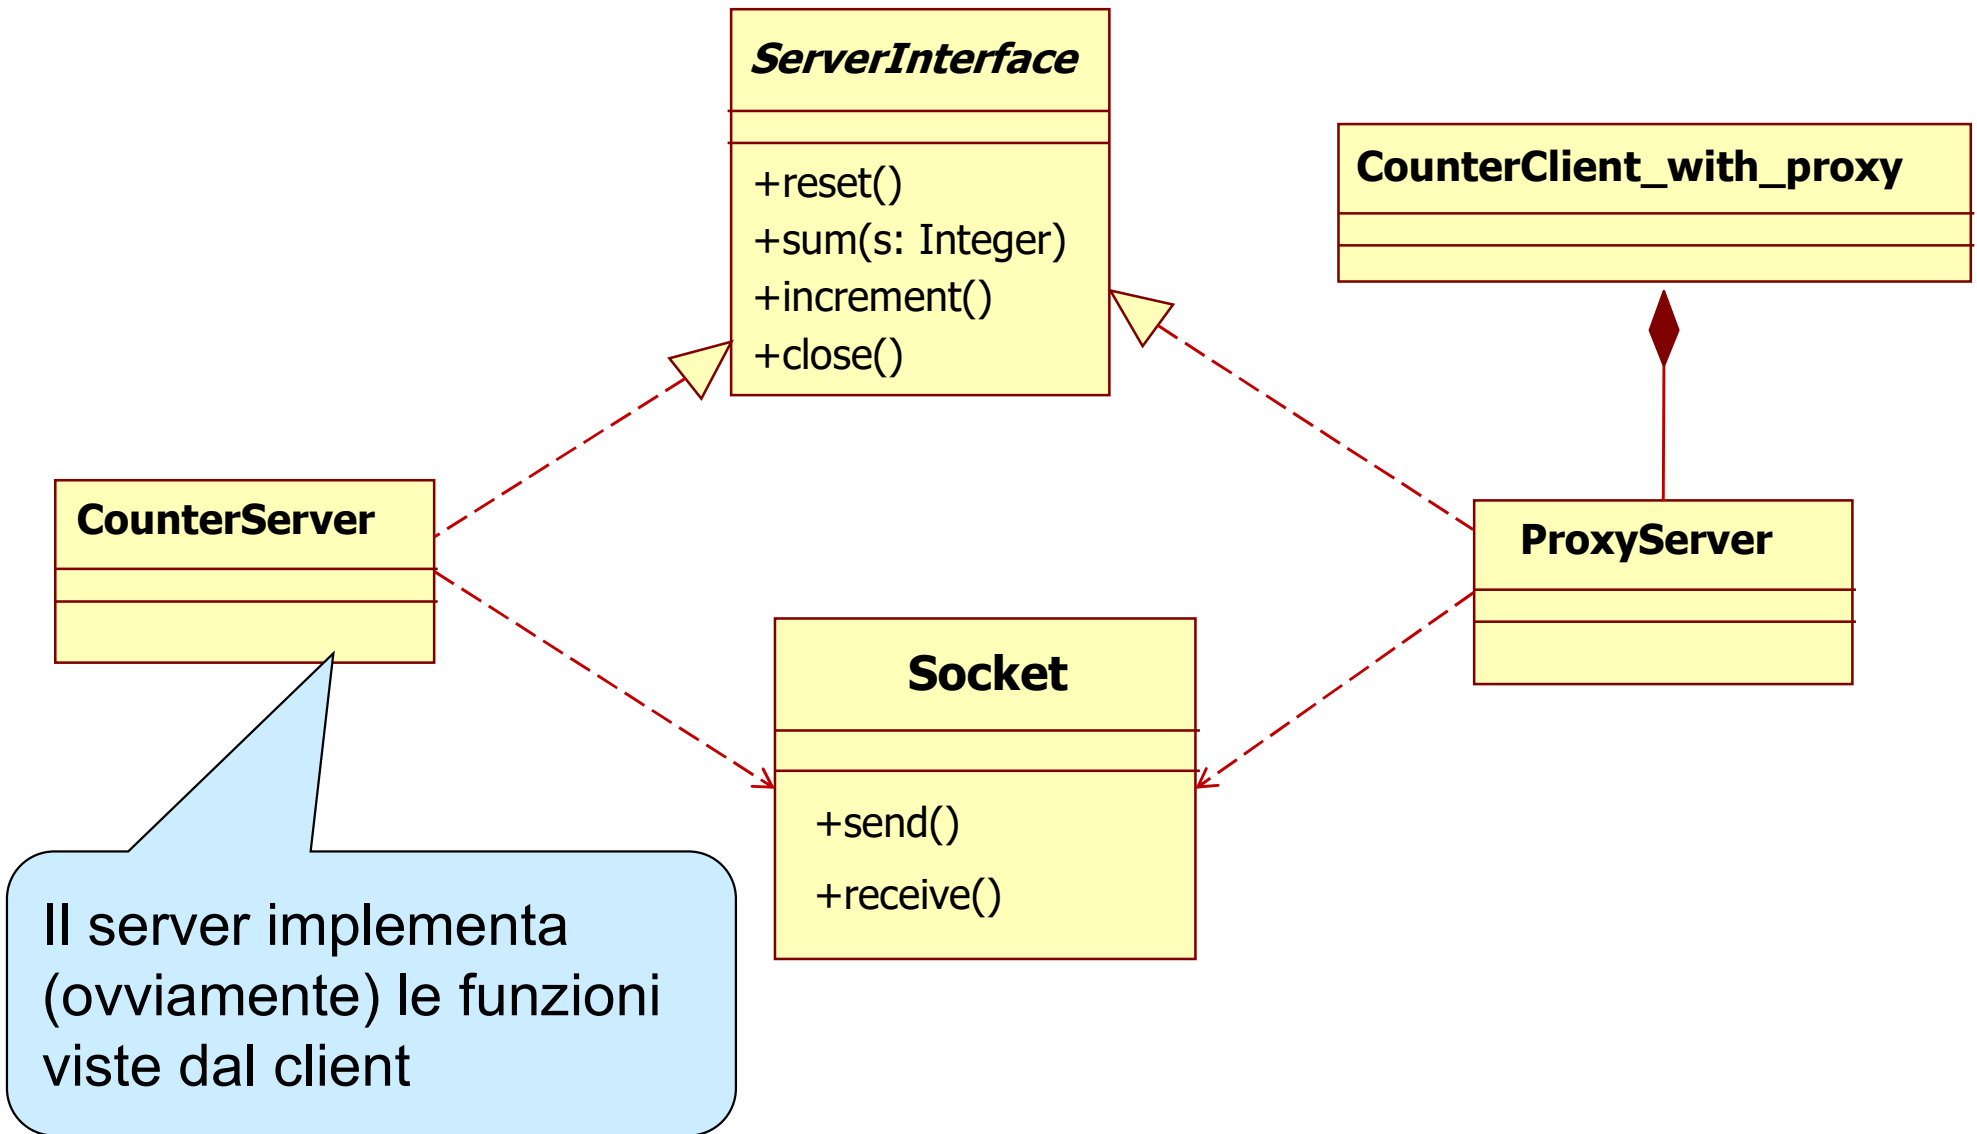 ServerInterface
+reset()
+sum(s: Integer)
+increment()
+close()
CounterClient_with_proxy
CounterServer
ProxyServer
Socket
+send()
+receive()
Il server implementa
(ovviamente) le funzioni
viste dal client